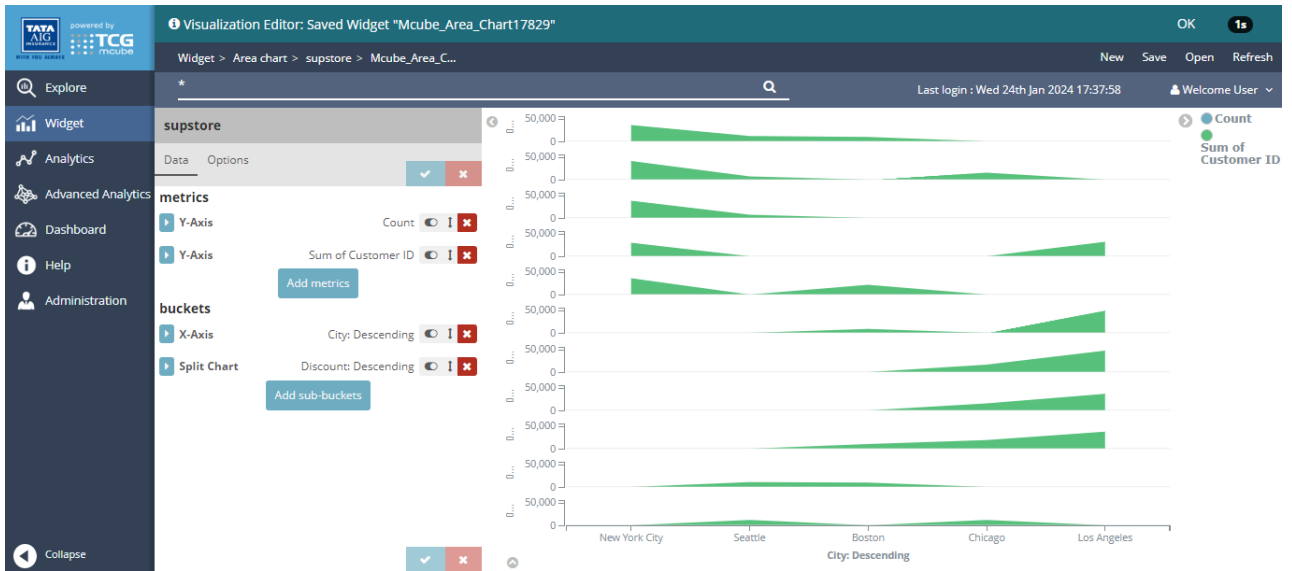 TATA
AIG
INSURANCE
WITH YOU ALWAYS
powered by
TCG
mcube
Visualization Editor: Saved Widget "Mcube_Area_Chart17829"
OK
1s
Widget > Area chart > supstore > Mcube_Area_C...
New Save Open Refresh
*
Last login : Wed 24th Jan 2024 17:37:58
Welcome User
Explore
Widget
Analytics
Advanced Analytics
Dashboard
Help
Administration
Collapse
supstore
Data Options
metrics
Y-Axis Count
Y-Axis Sum of Customer ID
Add metrics
buckets
X-Axis City: Descending
Split Chart Discount: Descending
Add sub-buckets
50,000
0
50,000
0
50,000
0
50,000
0
50,000
0
50,000
0
50,000
0
50,000
0
50,000
0
50,000
0
50,000
0
New York City Seattle Boston Chicago Los Angeles
City: Descending
Count
Sum of
Customer ID